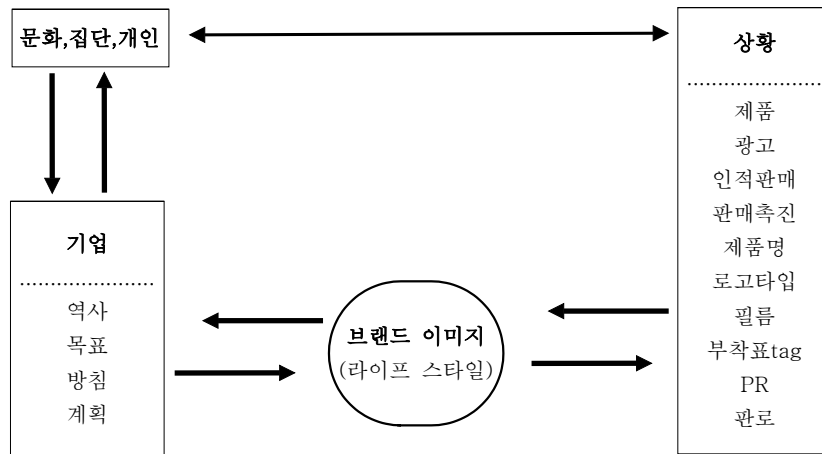 문화,집단,개인
상황
제품
광고
인적판매
판매촉진
제품명
로고타입
필름
부착표tag
PR
판로
기업
역사
목표
방침
계획
브랜드 이미지
(라이프 스타일)